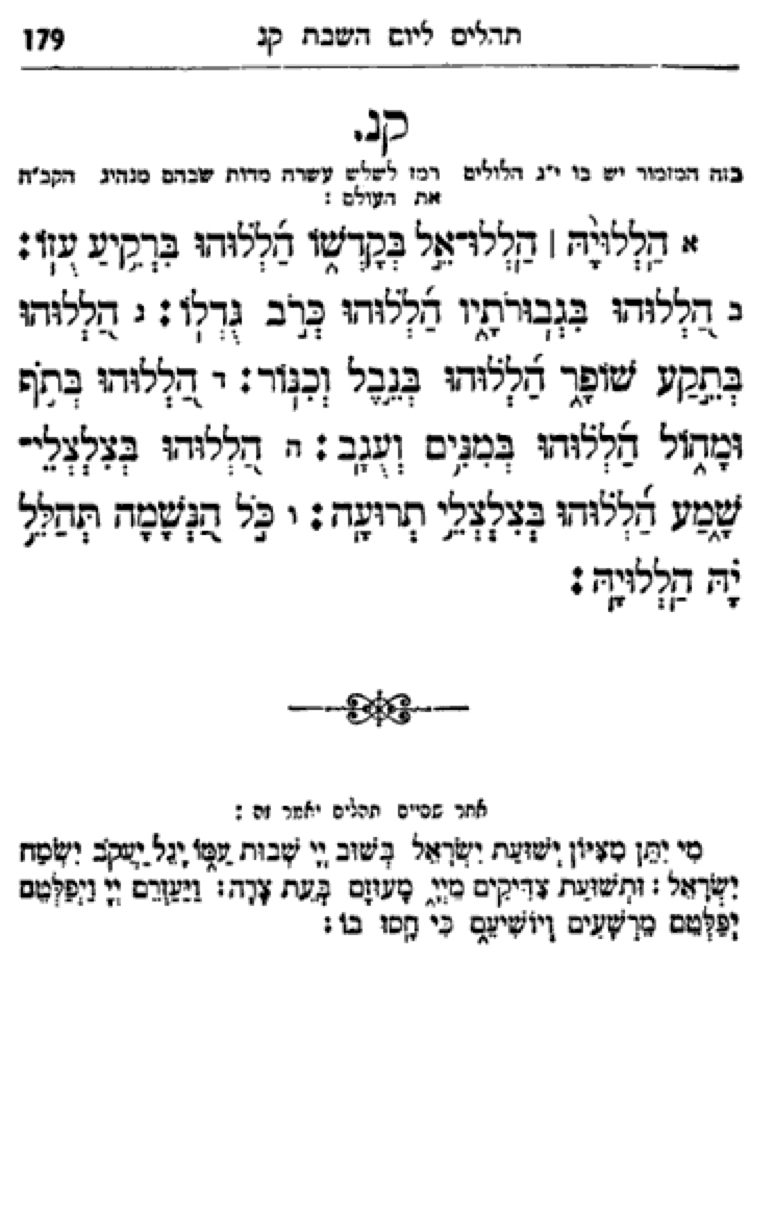 תהלים ליום השבת קנ 179
קנ.
בזה המזמור יש בו י״ג הלולים רמז לשלש עשרה מדות שבהם מנהיג הקב״ה
את העולם :
א הַלְלוּיָהּ | הַלְלוּ־אֵל בְּקָדְשׁוֹ הַלְלוּהוּ בִּרְקִיעַ עֻזּוֹ :
ב הַלְלוּהוּ בִּגְבוּרֹתָיו הַלְלוּהוּ כְּרֹב גֻּדְלוֹ : ג הַלְלוּהוּ
בְּתֵקַע שׁוֹפָר הַלְלוּהוּ בְּנֵבֶל וְכִנּוֹר : ד הַלְלוּהוּ בְּתֹף
וּמָחוֹל הַלְלוּהוּ בְּמִנִּים וְעֻגָב : ה הַלְלוּהוּ בְּצִלְצְלֵי־
שָׁמַע הַלְלוּהוּ בְּצִלְצְלֵי תְרוּעָה : ו כֹּל הַנְּשָׁמָה תְּהַלֵּל
יָהּ הַלְלוּיָהּ :
אחר שסיים תהלים יאמר זה :
מִי יִתֵּן מִצִּיּוֹן יְשׁוּעַת יִשְׂרָאֵל בְּשׁוּב יְיָ שְׁבוּת עַמּוֹ יָגֵל יַעֲקֹב יִשְׂמַח
יִשְׂרָאֵל : וּתְשׁוּעַת צַדִּיקִים מֵיְיָ מָעוּזָּם בְּעֵת צָרָה : וַיַּעְזְרֵם יְיָ וַיְפַלְּטֵם
יְפַלְּטֵם מֵרְשָׁעִים וְיוֹשִׁיעֵם כִּי חָסוּ בוֹ :